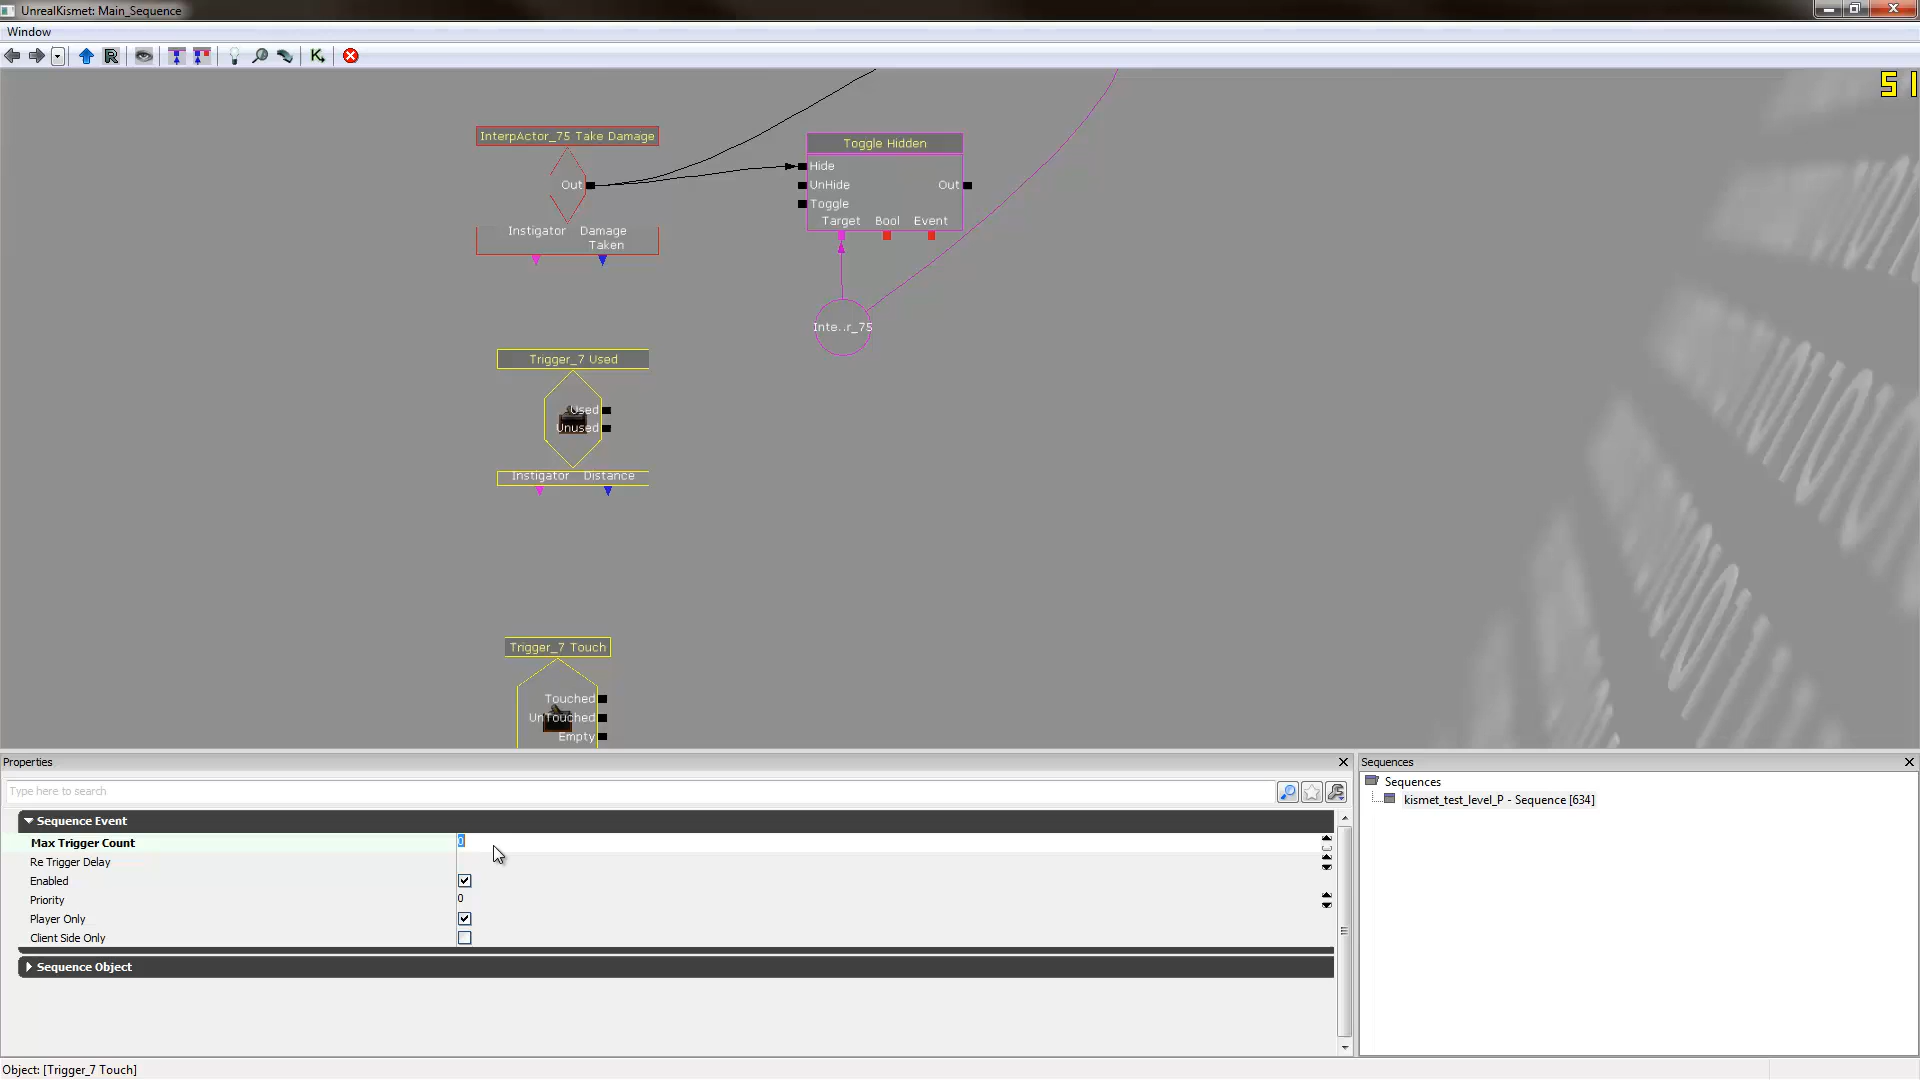 UnrealKismet: Main_Sequence
Window
R
K
51
InterpActor_75 Take Damage
Out
Instigator
Damage
Taken
Toggle Hidden
Hide
UnHide
Out
Toggle
Target
Bool
Event
Inte..r_75
Trigger_7 Used
Used
Unused
Instigator
Distance
Trigger_7 Touch
Touched
UnTouched
Empty
Properties
Type here to search
Sequence Event
Max Trigger Count
0
Re Trigger Delay
Enabled
Priority
0
Player Only
Client Side Only
Sequence Object
Sequences
Sequences
kismet_test_level_P - Sequence [634]
Object: [Trigger_7 Touch]